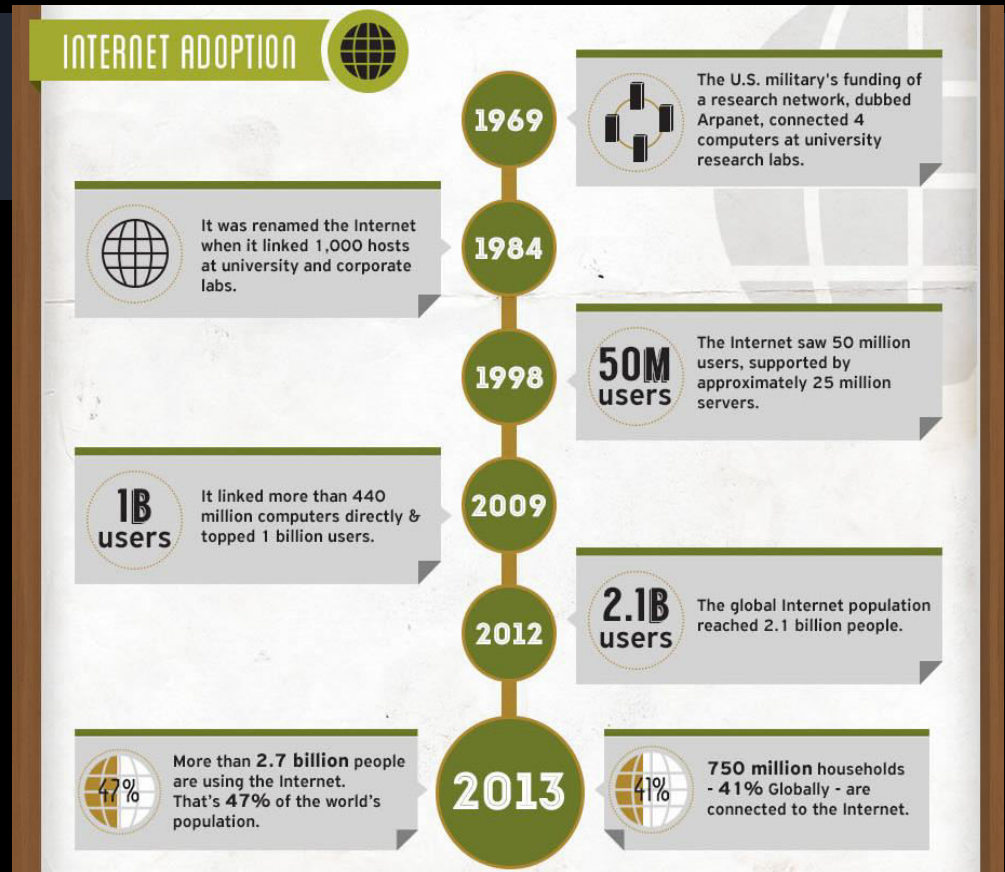 INTERNET ADOPTION
1969
The U.S. military's funding of
a research network, dubbed
Arpanet, connected 4
computers at university
research labs.
It was renamed the Internet
when it linked 1,000 hosts
at university and corporate
labs.
1984
1998
50M
users
The Internet saw 50 million
users, supported by
approximately 25 million
servers.
1B
users
It linked more than 440
million computers directly &
topped 1 billion users.
2009
2012
2.1B
users
The global Internet population
reached 2.1 billion people.
47%
More than 2.7 billion people
are using the Internet.
That's 47% of the world's
population.
2013
41%
750 million households
- 41% Globally - are
connected to the Internet.